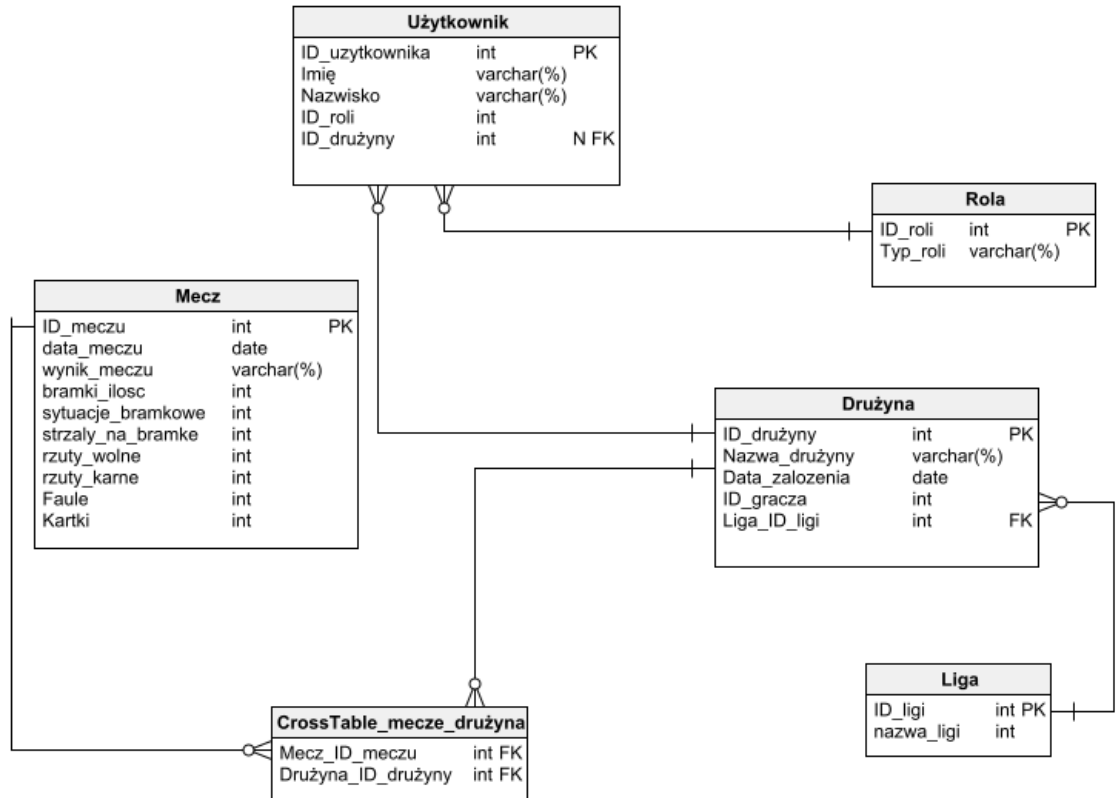 Użytkownik
ID_uzytkownika int PK
Imię varchar(%)
Nazwisko varchar(%)
ID_roli int
ID_drużyny int N FK
Rola
ID_roli int PK
Typ_roli varchar(%)
Mecz
ID_meczu int PK
data_meczu date
wynik_meczu varchar(%)
bramki_ilosc int
sytuacje_bramkowe int
strzaly_na_bramke int
rzuty_wolne int
rzuty_karne int
Faule int
Kartki int
Drużyna
ID_drużyny int PK
Nazwa_drużyny varchar(%)
Data_zalozenia date
ID_gracza int
Liga_ID_ligi int FK
Liga
ID_ligi int PK
nazwa_ligi int
CrossTable_mecze_drużyna
Mecz_ID_meczu int FK
Drużyna_ID_drużyny int FK